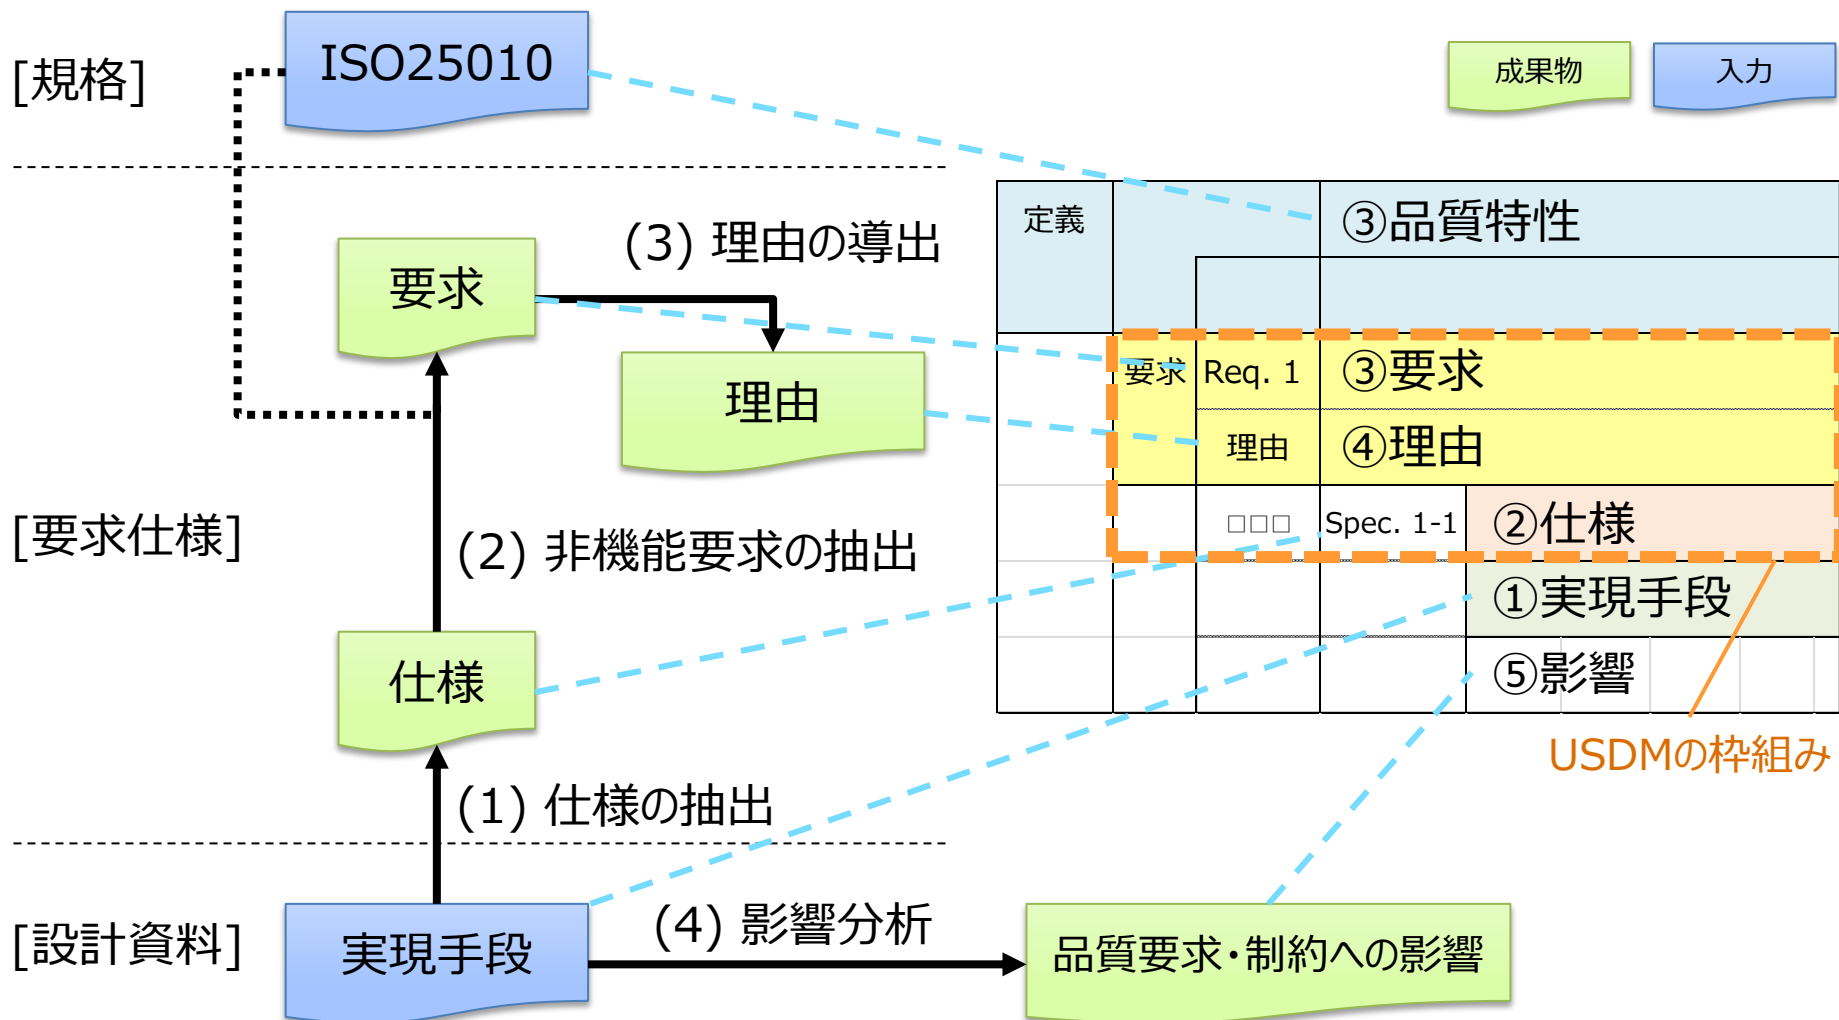 [規格]
ISO25010
成果物
入力
定義
③品質特性
(3) 理由の導出
要求
理由
要求
Req. 1
③要求
理由
④理由
[要求仕様]
(2) 非機能要求の抽出
□□□
Spec. 1-1
②仕様
①実現手段
⑤影響
仕様
USDMの枠組み
(1) 仕様の抽出
[設計資料]
実現手段
(4) 影響分析
品質要求・制約への影響